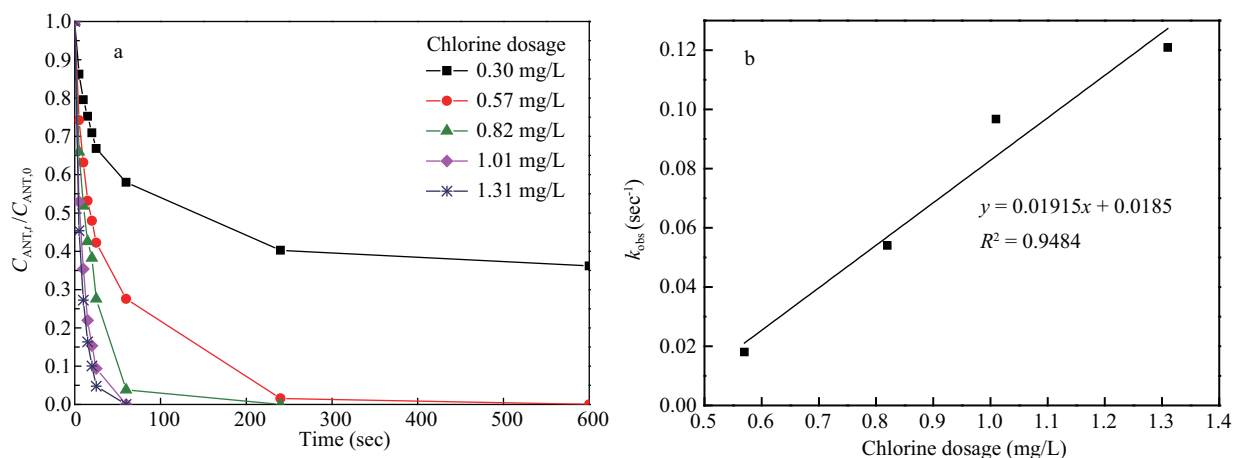 a
Chlorine dosage
0.30 mg/L
0.57 mg/L
0.82 mg/L
1.01 mg/L
1.31 mg/L
1.0
0.9
0.8
0.7
0.6
0.5
0.4
0.3
0.2
0.1
0.0
C_ANT,t/C_ANT,0
0 100 200 300 400 500 600
Time (sec)
b
0.12
0.10
0.08
0.06
0.04
0.02
0.00
k_obs (sec⁻¹)
y = 0.01915x + 0.0185
R² = 0.9484
0.5 0.6 0.7 0.8 0.9 1.0 1.1 1.2 1.3 1.4
Chlorine dosage (mg/L)